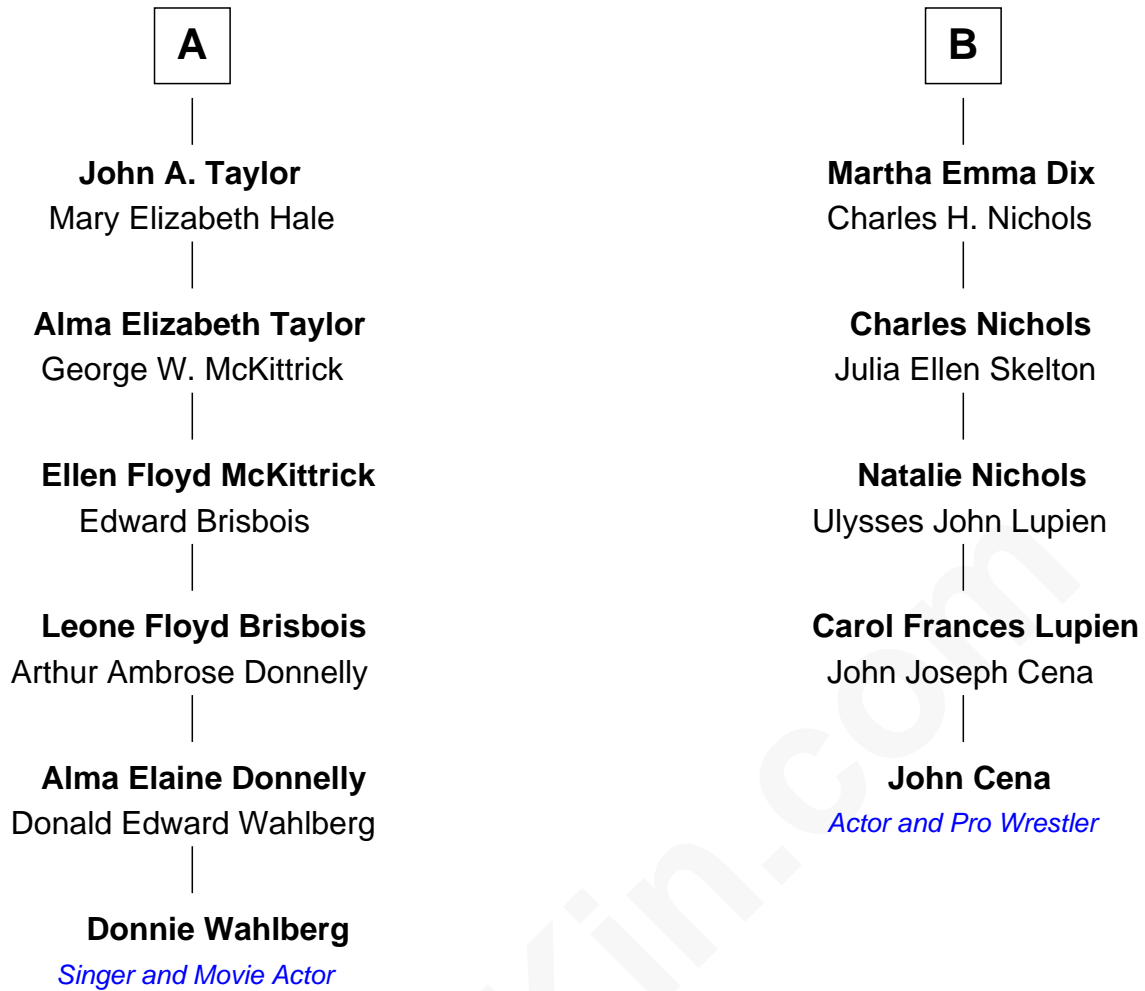 A
John A. Taylor
Mary Elizabeth Hale
Alma Elizabeth Taylor
George W. McKittrick
Ellen Floyd McKittrick
Edward Brisbois
Leone Floyd Brisbois
Arthur Ambrose Donnelly
Alma Elaine Donnelly
Donald Edward Wahlberg
Donnie Wahlberg
Singer and Movie Actor
B
Martha Emma Dix
Charles H. Nichols
Charles Nichols
Julia Ellen Skelton
Natalie Nichols
Ulysses John Lupien
Carol Frances Lupien
John Joseph Cena
John Cena
Actor and Pro Wrestler